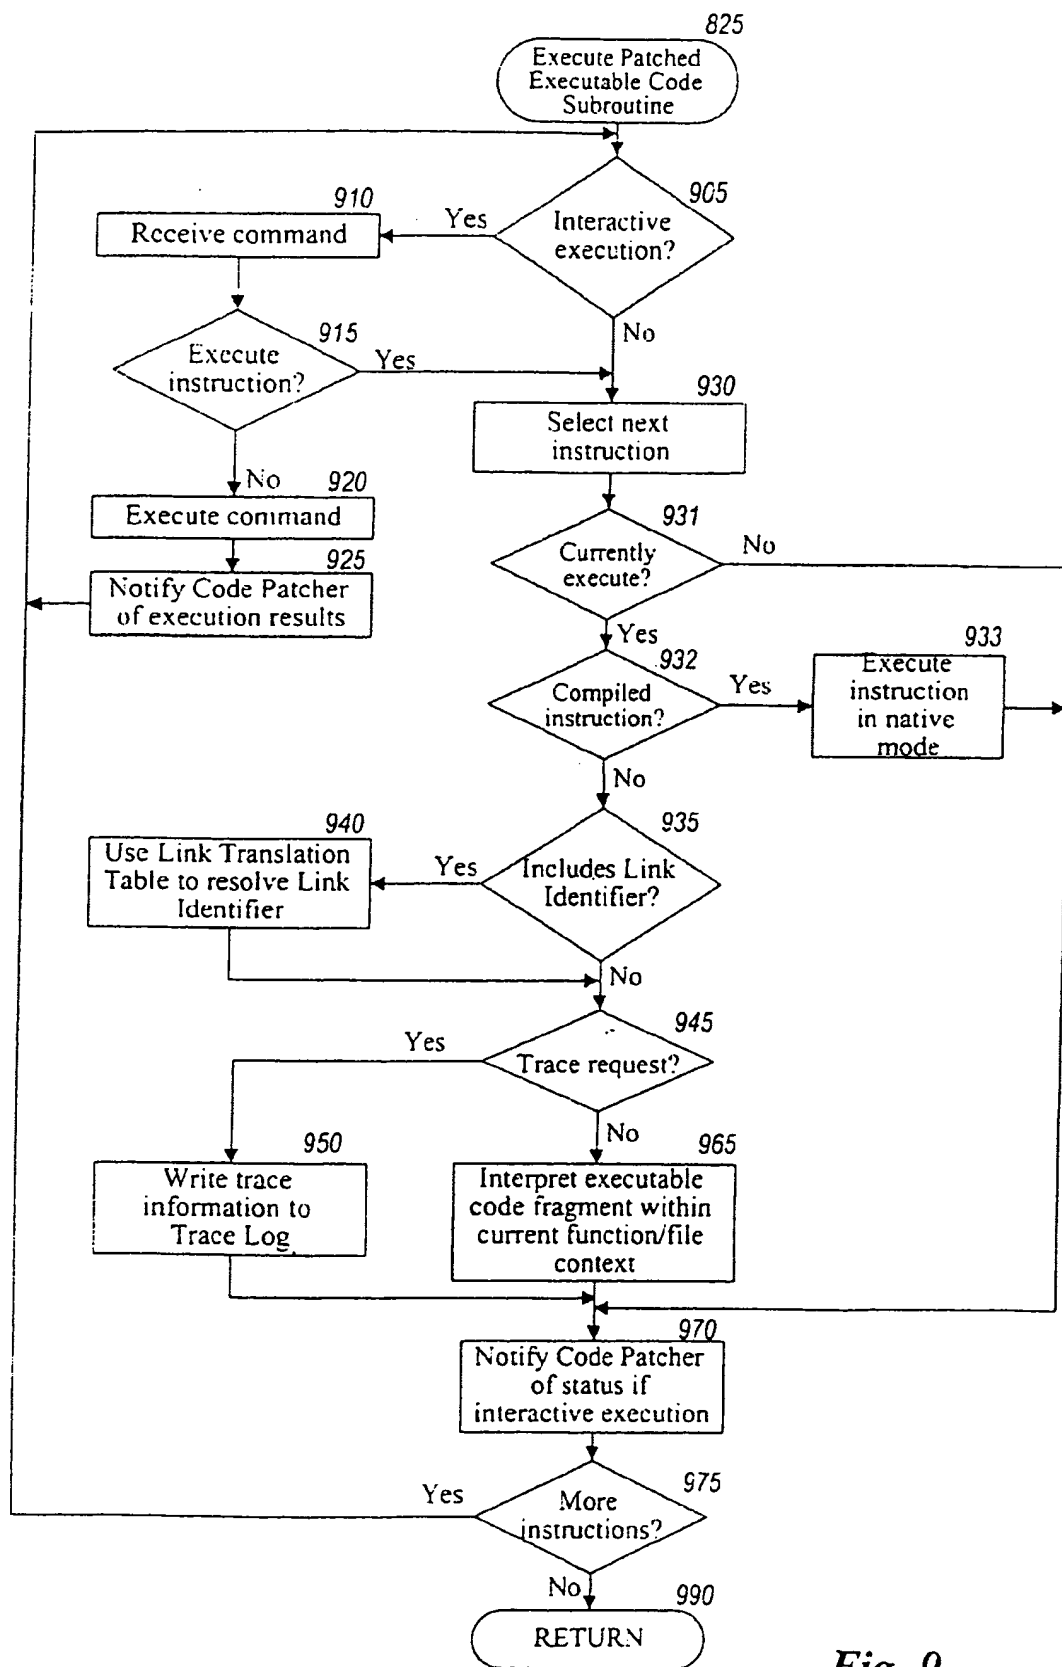 825
Execute Patched
Executable Code
Subroutine
905
Interactive
execution?
Yes
No
910
Receive command
915
Execute
instruction?
Yes
No
920
Execute command
925
Notify Code Patcher
of execution results
930
Select next
instruction
931
Currently
execute?
No
Yes
932
Compiled
instruction?
Yes
No
933
Execute
instruction
in native
mode
935
Includes Link
Identifier?
Yes
No
940
Use Link Translation
Table to resolve Link
Identifier
945
Trace request?
Yes
No
950
Write trace
information to
Trace Log
965
Interpret executable
code fragment within
current function/file
context
970
Notify Code Patcher
of status if
interactive execution
975
More
instructions?
Yes
No
990
RETURN
Fig. 9